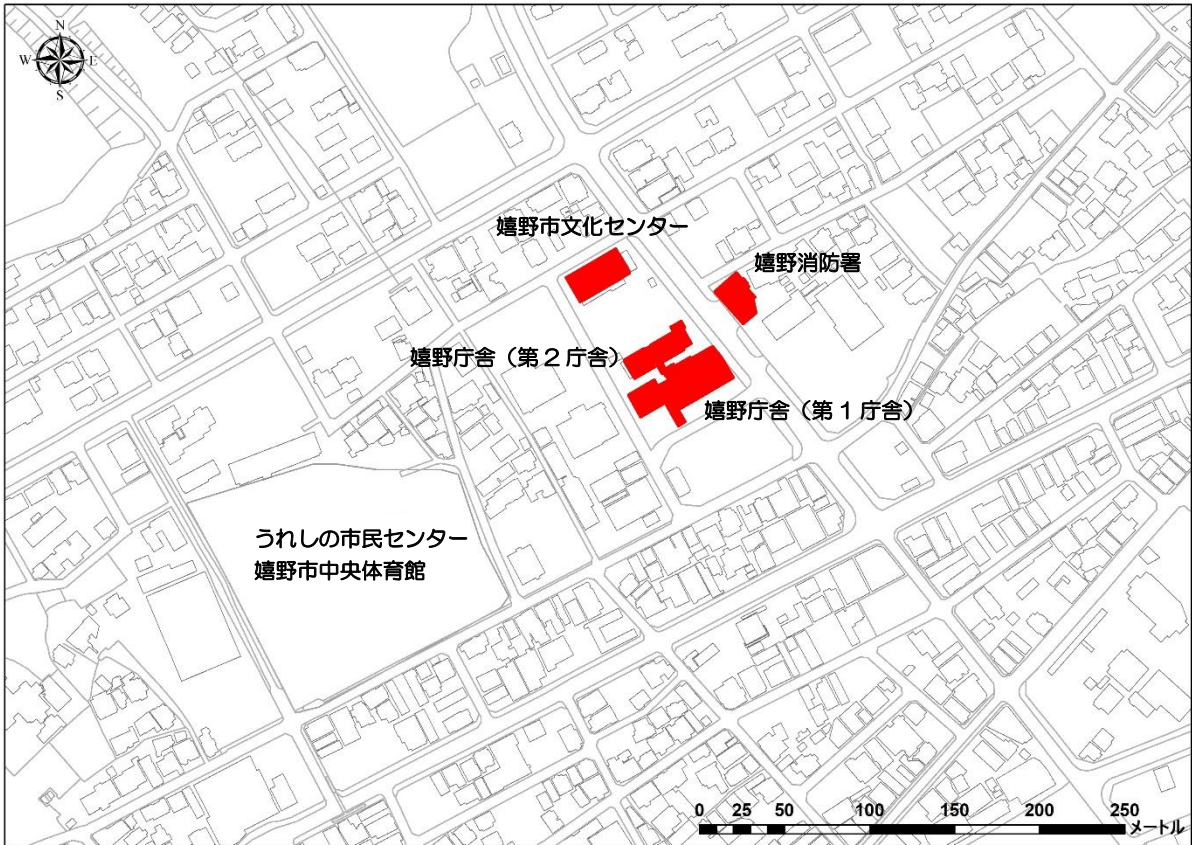 N
W E
S
嬉野市文化センター
嬉野消防署
嬉野庁舎（第２庁舎）
嬉野庁舎（第１庁舎）
うれしの市民センター
嬉野市中央体育館
0 25 50 100 150 200 250
メートル